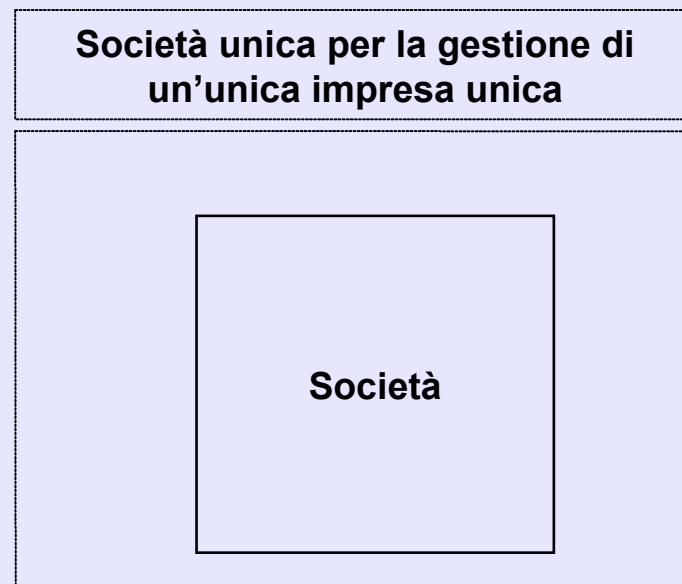 Società unica per la gestione di
un’unica impresa unica
Società